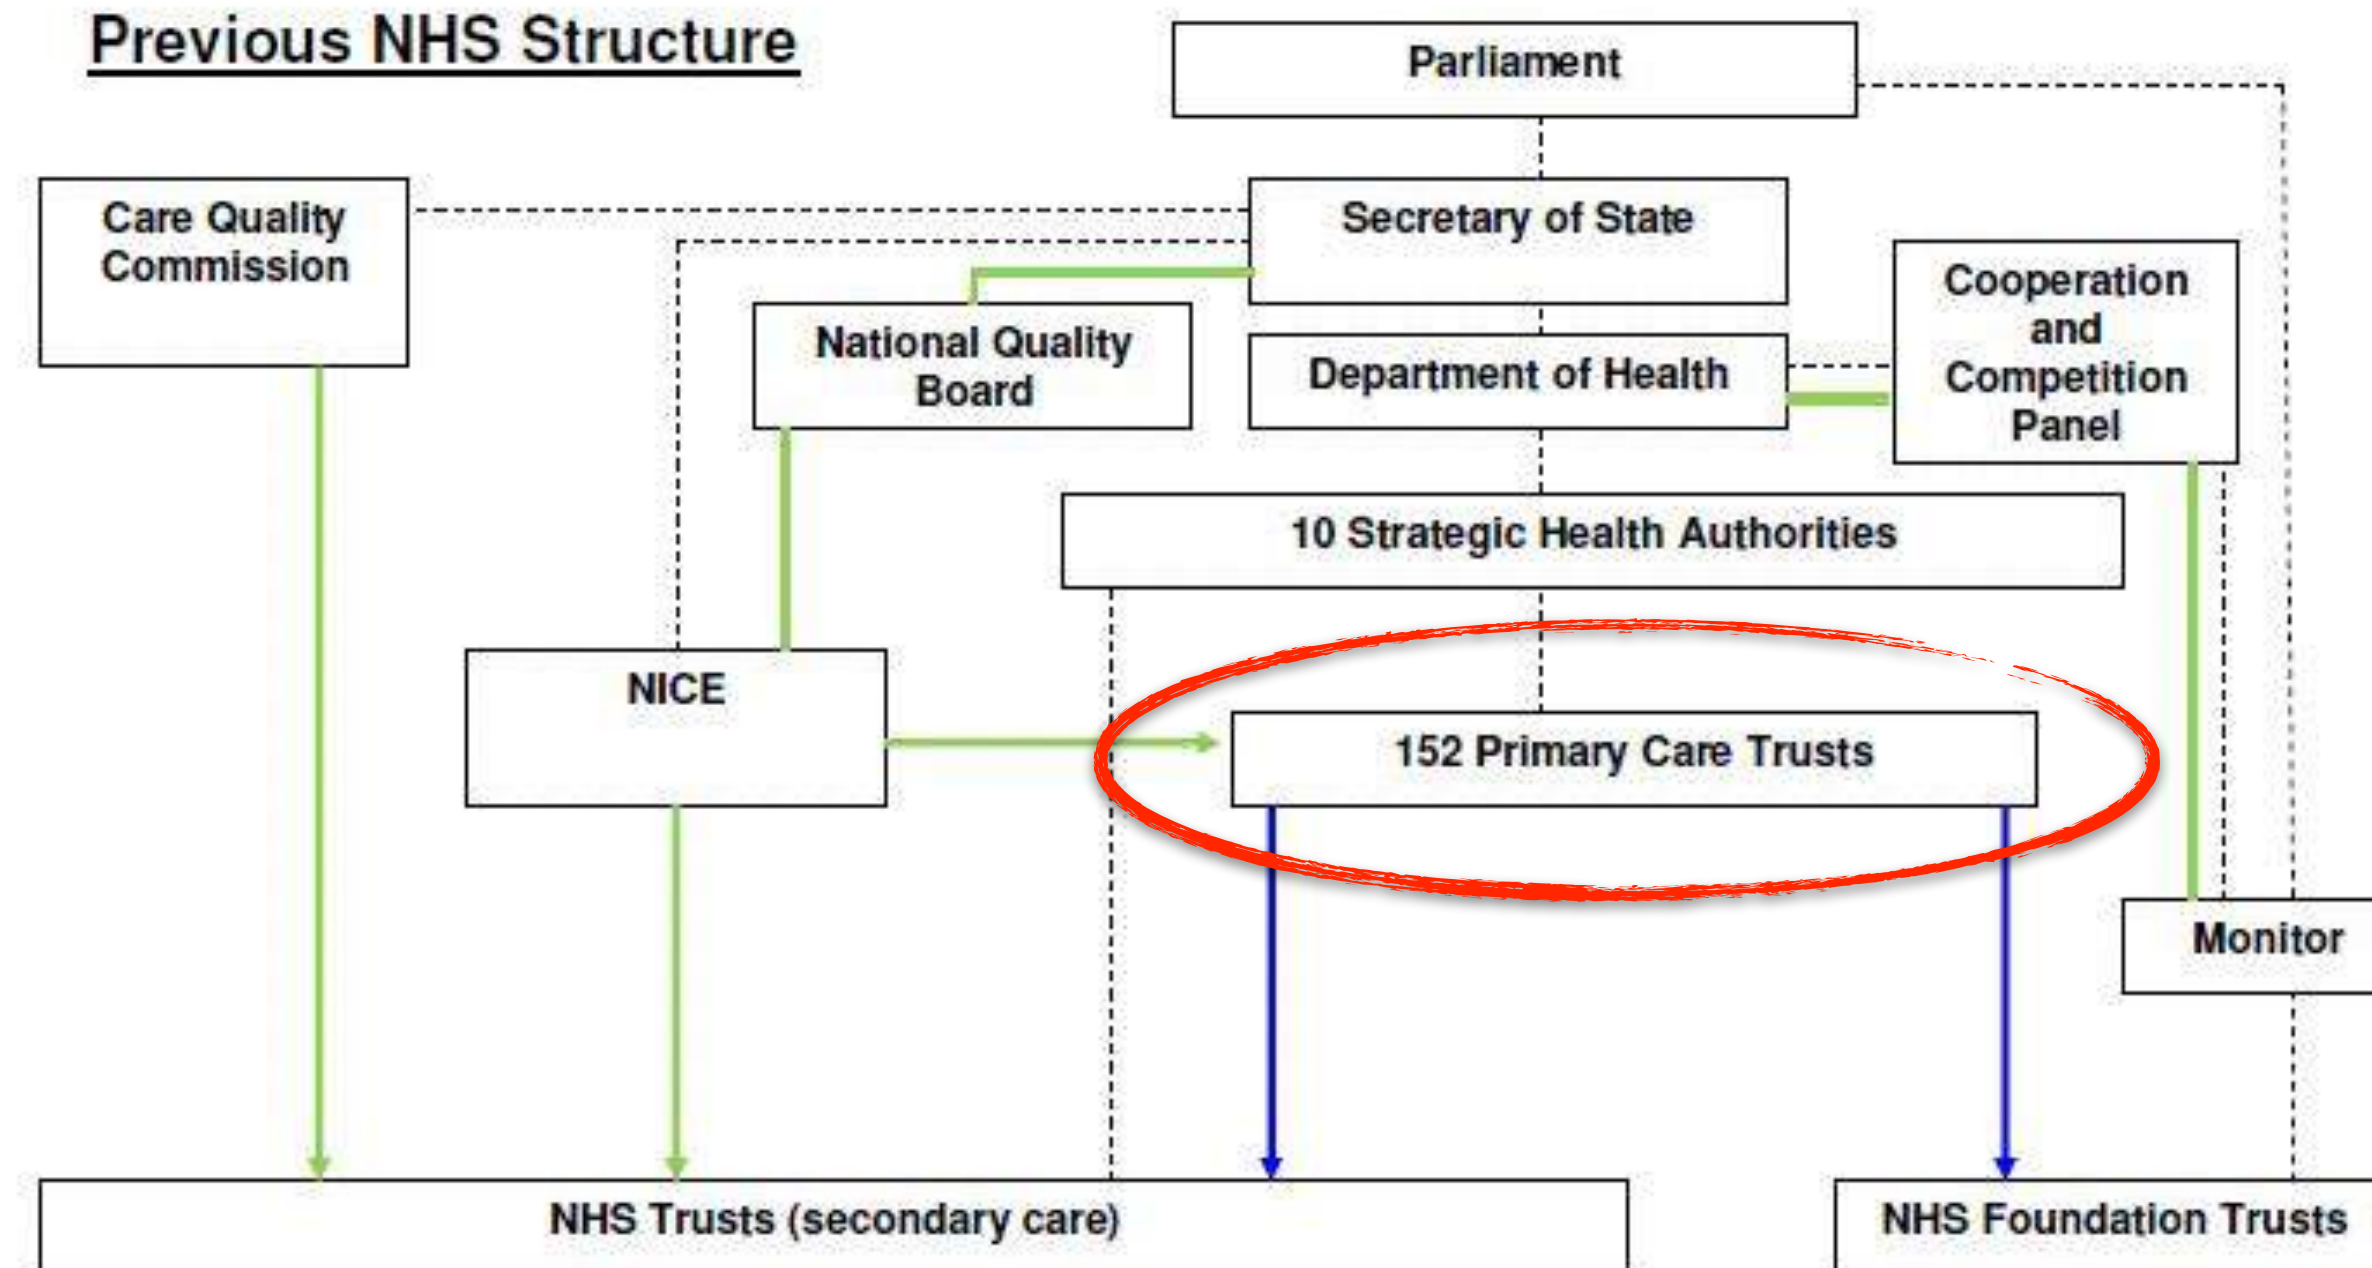 Previous NHS Structure
Parliament
Care Quality
Commission
Secretary of State
Cooperation
and
Competition
Panel
National Quality
Board
Department of Health
10 Strategic Health Authorities
NICE
152 Primary Care Trusts
Monitor
NHS Trusts (secondary care)
NHS Foundation Trusts